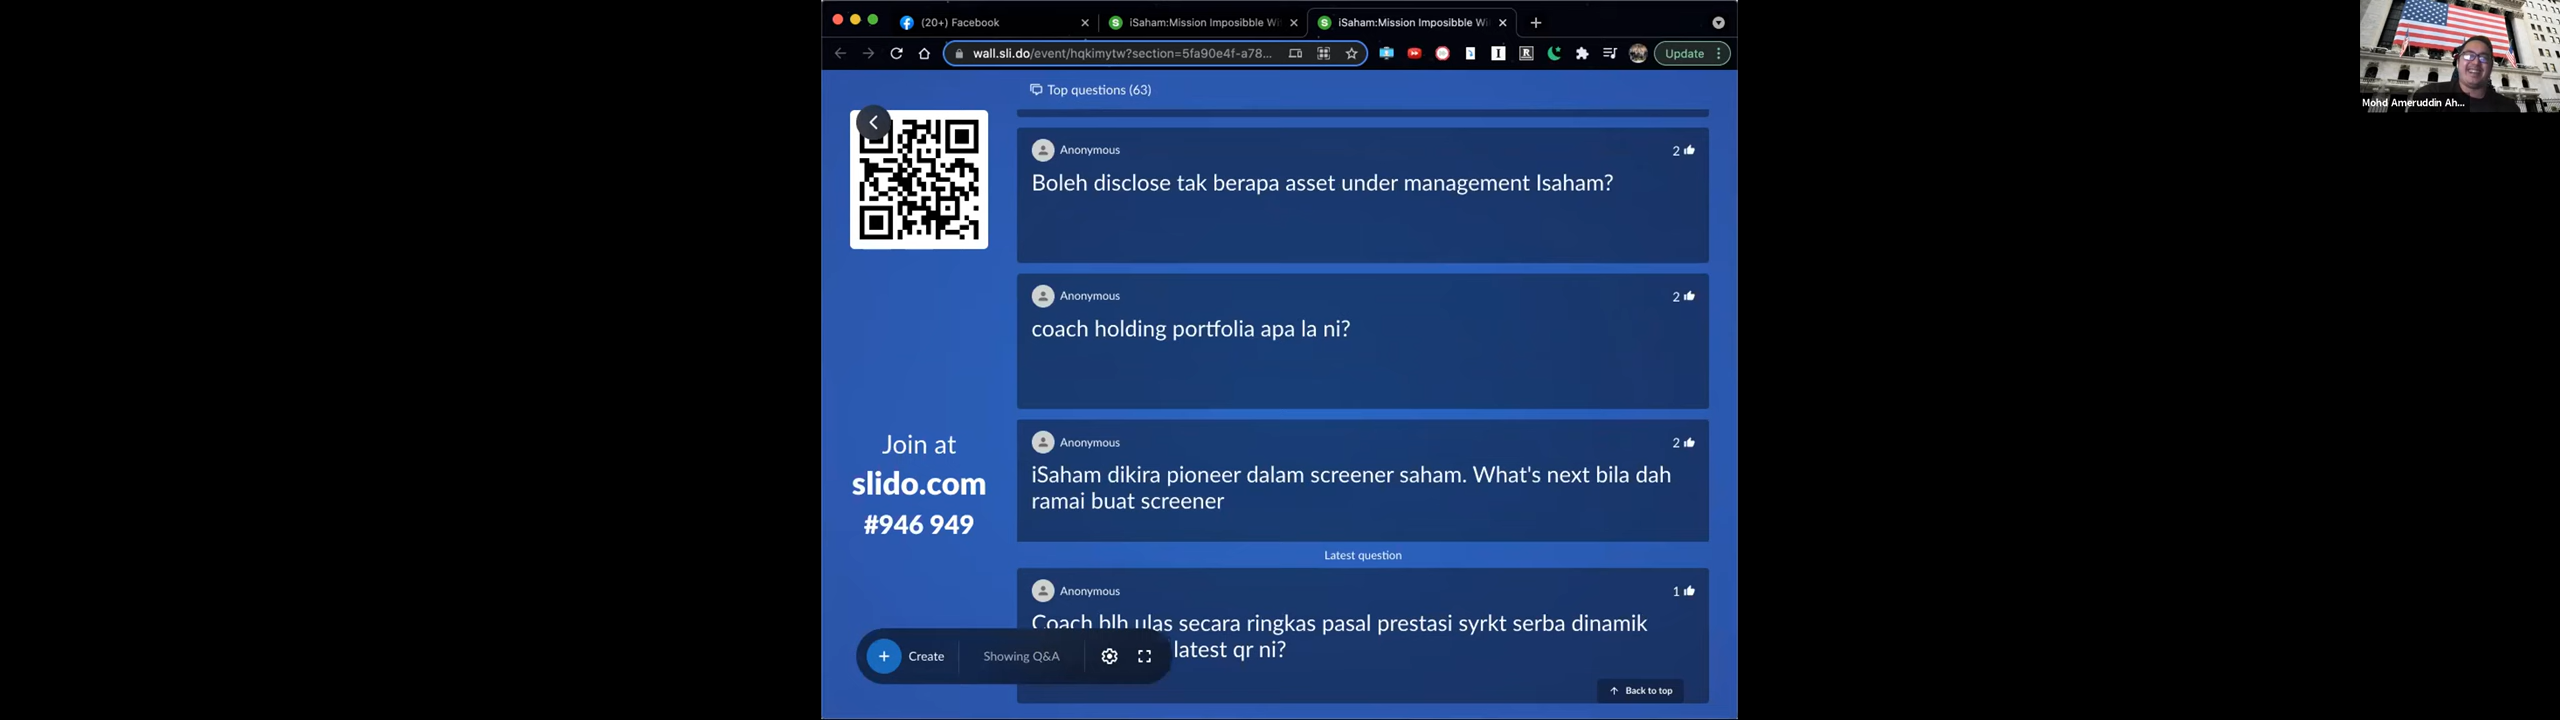 (20+) Facebook
iSaham:Mission Imposibble Wi
iSaham:Mission Imposibble Wi
wall.sli.do/event/hqkimytw?section=5fa90e4f-a78...
Update
Top questions (63)
Anonymous
2
Boleh disclose tak berapa asset under management Isaham?
Anonymous
2
coach holding portfolia apa la ni?
Anonymous
2
iSaham dikira pioneer dalam screener saham. What's next bila dah
ramai buat screener
Latest question
Anonymous
1
Coach blh ulas secara ringkas pasal prestasi syrkt serba dinamik
latest qr ni?
Back to top
Join at
slido.com
#946 949
Create
Showing Q&A
Mohd Ameruddin Ah...